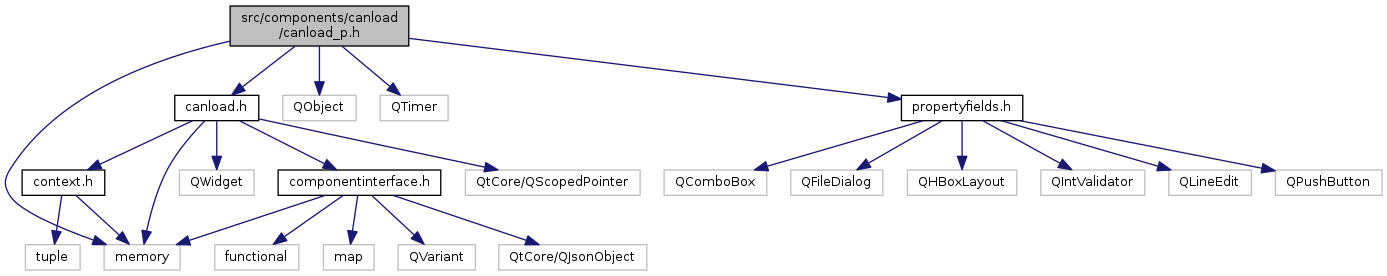 src/components/canload
/canload_p.h
canload.h
QObject
QTimer
propertyfields.h
context.h
QWidget
componentinterface.h
QtCore/QScopedPointer
QComboBox
QFileDialog
QHBoxLayout
QIntValidator
QLineEdit
QPushButton
tuple
memory
functional
map
QVariant
QtCore/QJsonObject